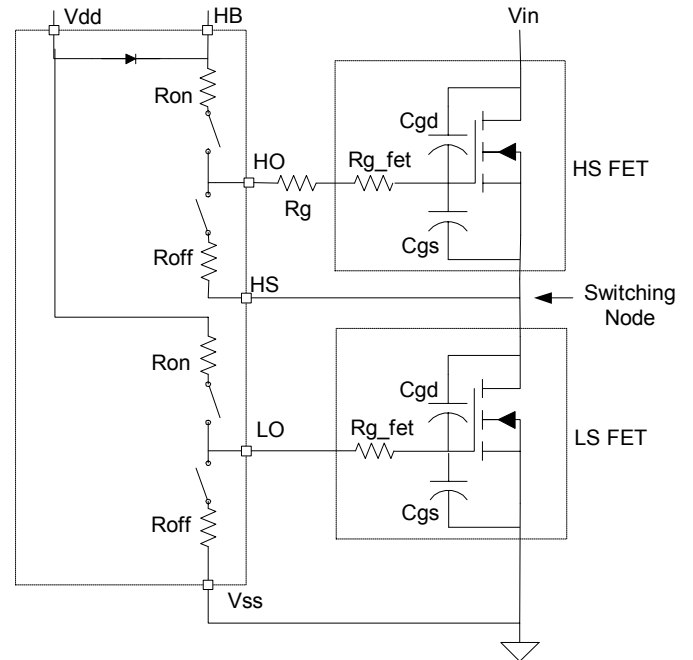 Vdd
HB
Vin
Ron
Cgd
HO
Rg_fet
HS FET
Rg
Cgs
Roff
HS
Switching
Node
Ron
Cgd
LO
Rg_fet
LS FET
Cgs
Roff
Vss